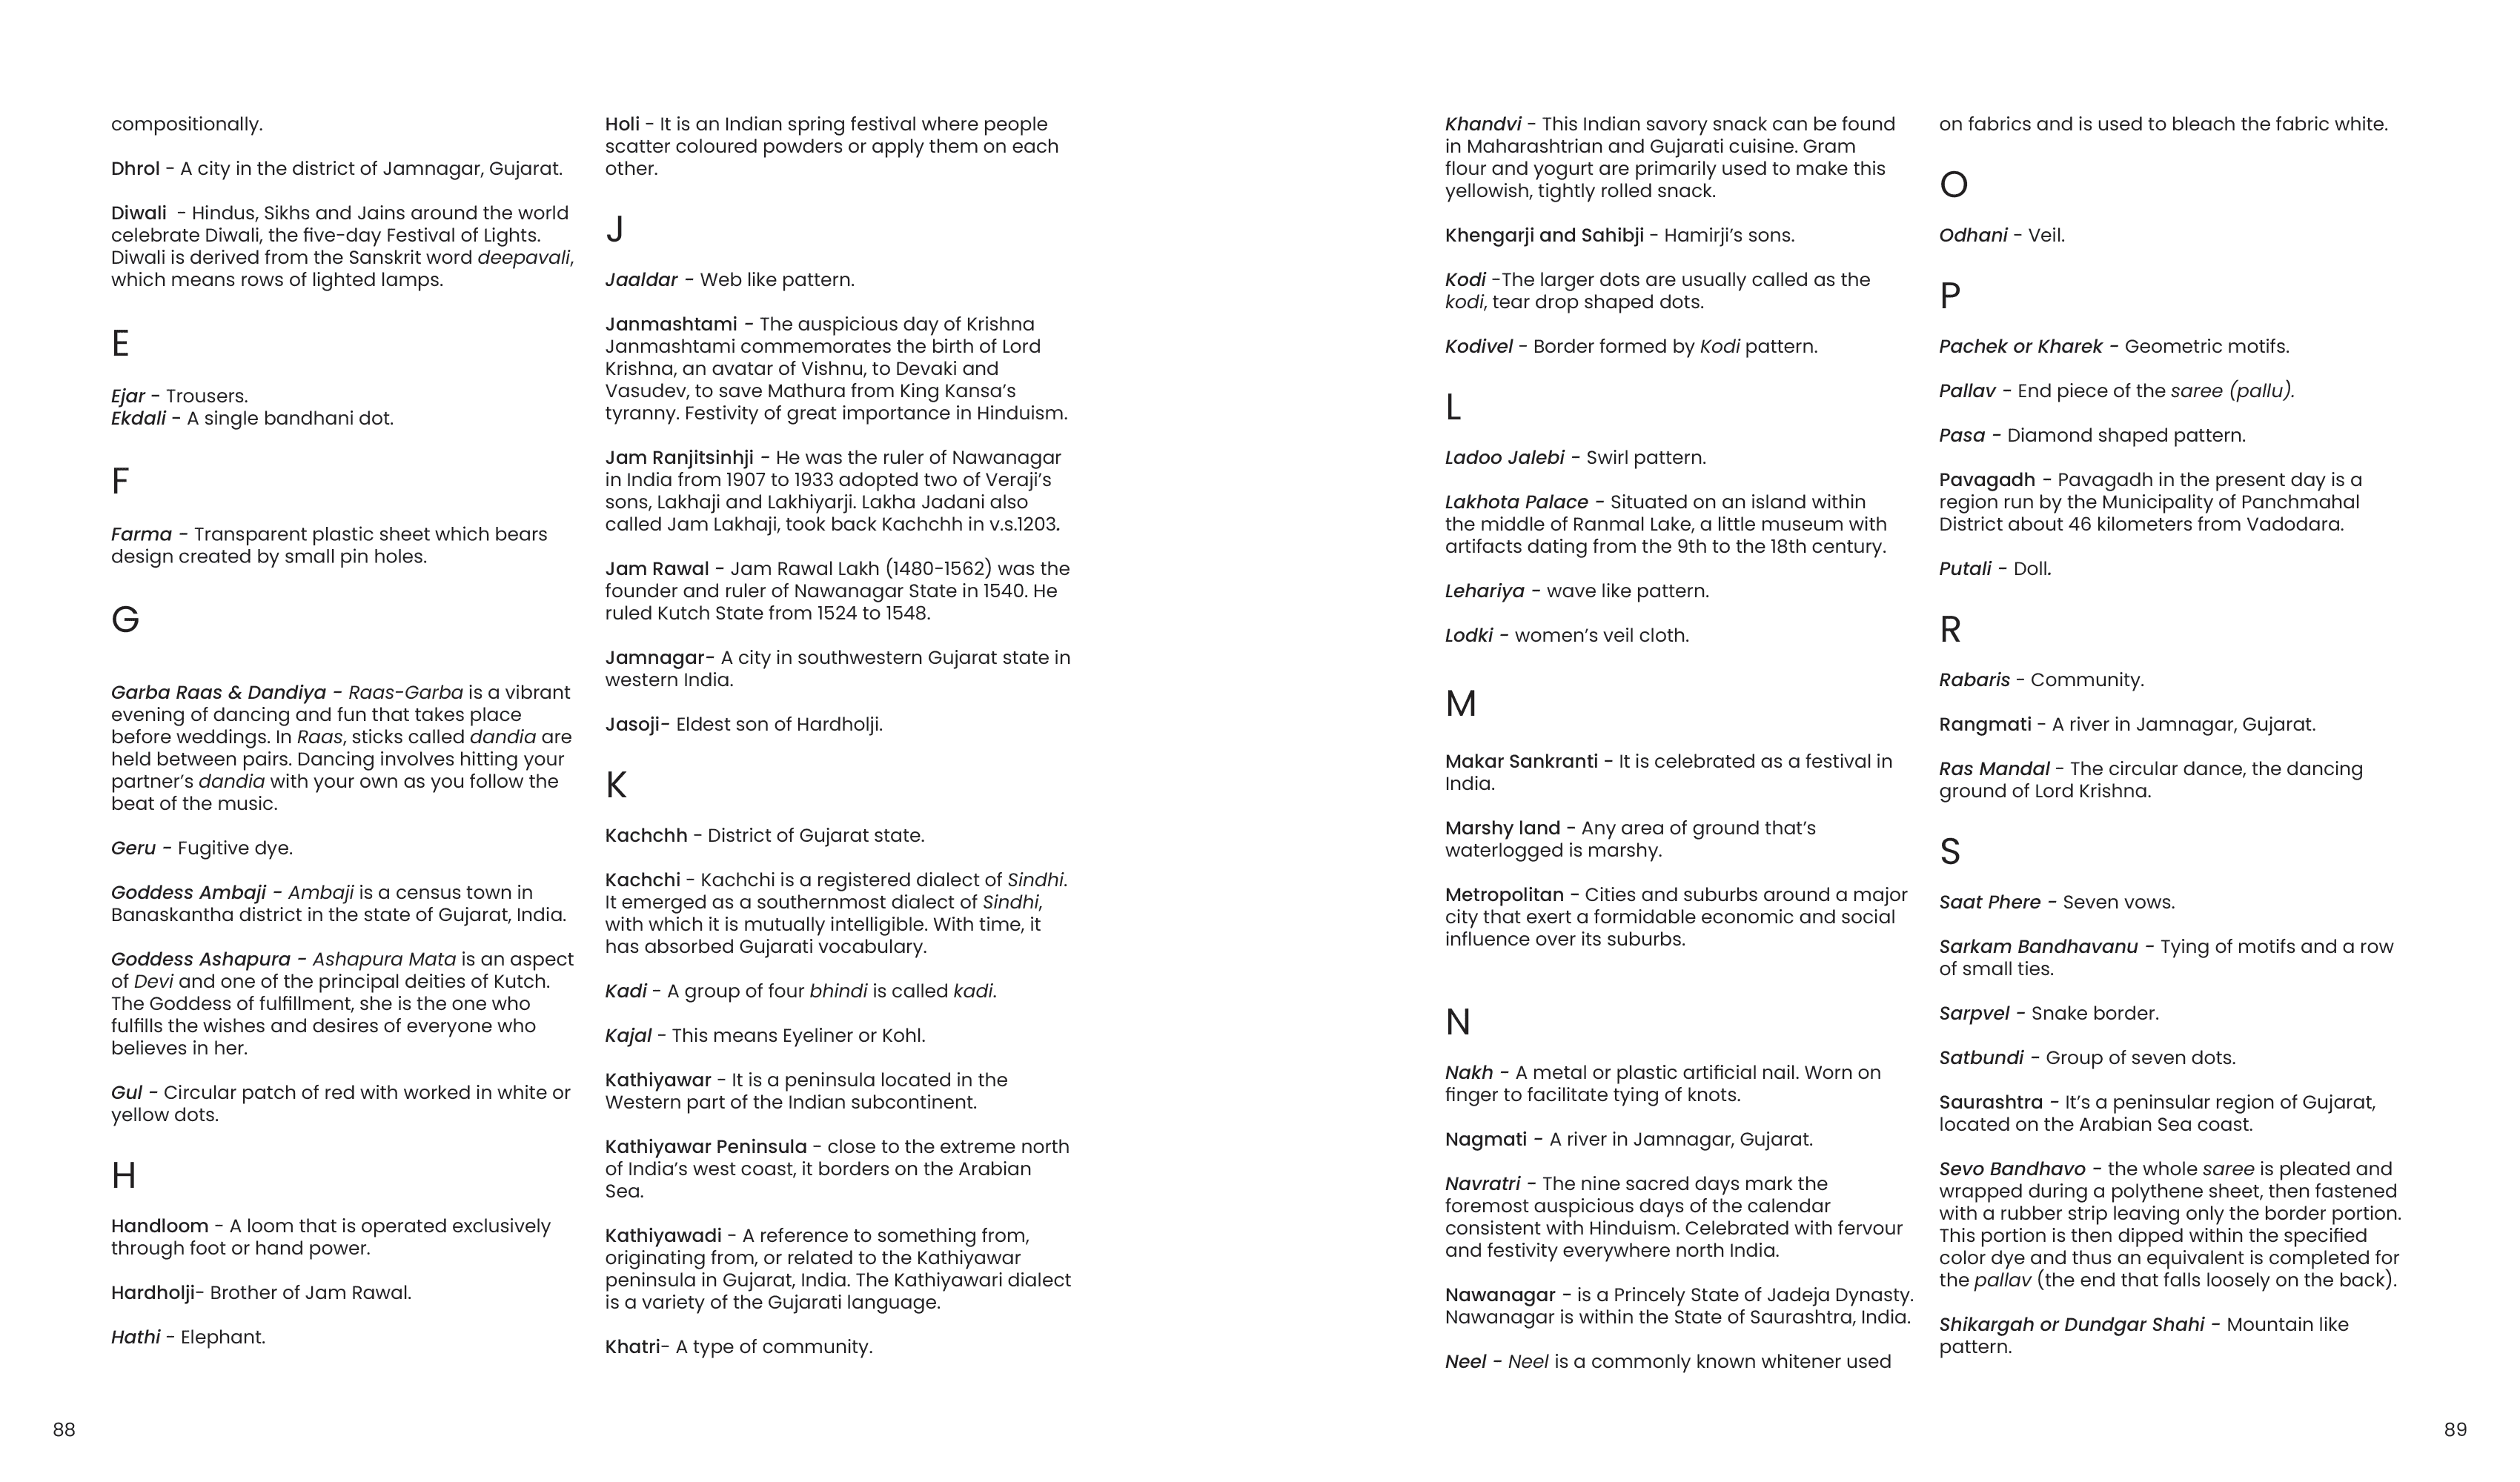 compositionally.
Dhrol - A city in the district of Jamnagar, Gujarat.
Diwali - Hindus, Sikhs and Jains around the world
celebrate Diwali, the five-day Festival of Lights.
Diwali is derived from the Sanskrit word deepavali,
which means rows of lighted lamps.
E
Ejar - Trousers.
Ekdali - A single bandhani dot.
F
Farma - Transparent plastic sheet which bears
design created by small pin holes.
G
Garba Raas & Dandiya - Raas-Garba is a vibrant
evening of dancing and fun that takes place
before weddings. In Raas, sticks called dandia are
held between pairs. Dancing involves hitting your
partner's dandia with your own as you follow the
beat of the music.
Geru - Fugitive dye.
Goddess Ambaji - Ambaji is a census town in
Banaskantha district in the state of Gujarat, India.
Goddess Ashapura - Ashapura Mata is an aspect
of Devi and one of the principal deities of Kutch.
The Goddess of fulfillment, she is the one who
fulfills the wishes and desires of everyone who
believes in her.
Gul - Circular patch of red with worked in white or
yellow dots.
H
Handloom - A loom that is operated exclusively
through foot or hand power.
Hardholji- Brother of Jam Rawal.
Hathi - Elephant.
Holi - It is an Indian spring festival where people
scatter coloured powders or apply them on each
other.
J
Jaaldar - Web like pattern.
Janmashtami - The auspicious day of Krishna
Janmashtami commemorates the birth of Lord
Krishna, an avatar of Vishnu, to Devaki and
Vasudev, to save Mathura from King Kansa's
tyranny. Festivity of great importance in Hinduism.
Jam Ranjitsinhji - He was the ruler of Nawanagar
in India from 1907 to 1933 adopted two of Veraji's
sons, Lakhaji and Lakhiyarji. Lakha Jadani also
called Jam Lakhaji, took back Kachchh in v.s.1203.
Jam Rawal - Jam Rawal Lakh (1480-1562) was the
founder and ruler of Nawanagar State in 1540. He
ruled Kutch State from 1524 to 1548.
Jamnagar- A city in southwestern Gujarat state in
western India.
Jasoji- Eldest son of Hardholji.
K
Kachchh - District of Gujarat state.
Kachchi - Kachchi is a registered dialect of Sindhi.
It emerged as a southernmost dialect of Sindhi,
with which it is mutually intelligible. With time, it
has absorbed Gujarati vocabulary.
Kadi - A group of four bhindi is called kadi.
Kajal - This means Eyeliner or Kohl.
Kathiyawar - It is a peninsula located in the
Western part of the Indian subcontinent.
Kathiyawar Peninsula - close to the extreme north
of India's west coast, it borders on the Arabian
Sea.
Kathiyawadi - A reference to something from,
originating from, or related to the Kathiyawar
peninsula in Gujarat, India. The Kathiyawari dialect
is a variety of the Gujarati language.
Khatri- A type of community.
88
Khandvi - This Indian savory snack can be found
in Maharashtrian and Gujarati cuisine. Gram
flour and yogurt are primarily used to make this
yellowish, tightly rolled snack.
Khengarji and Sahibji - Hamirji's sons.
Kodi -The larger dots are usually called as the
kodi, tear drop shaped dots.
Kodivel - Border formed by Kodi pattern.
L
Ladoo Jalebi - Swirl pattern.
Lakhota Palace - Situated on an island within
the middle of Ranmal Lake, a little museum with
artifacts dating from the 9th to the 18th century.
Lehariya - wave like pattern.
Lodki - women's veil cloth.
M
Makar Sankranti - It is celebrated as a festival in
India.
Marshy land - Any area of ground that's
waterlogged is marshy.
Metropolitan - Cities and suburbs around a major
city that exert a formidable economic and social
influence over its suburbs.
N
Nakh - A metal or plastic artificial nail. Worn on
finger to facilitate tying of knots.
Nagmati - A river in Jamnagar, Gujarat.
Navratri - The nine sacred days mark the
foremost auspicious days of the calendar
consistent with Hinduism. Celebrated with fervour
and festivity everywhere north India.
Nawanagar - is a Princely State of Jadeja Dynasty.
Nawanagar is within the State of Saurashtra, India.
Neel - Neel is a commonly known whitener used
on fabrics and is used to bleach the fabric white.
O
Odhani - Veil.
P
Pachek or Kharek - Geometric motifs.
Pallav - End piece of the saree (pallu).
Pasa - Diamond shaped pattern.
Pavagadh - Pavagadh in the present day is a
region run by the Municipality of Panchmahal
District about 46 kilometers from Vadodara.
Putali - Doll.
R
Rabaris - Community.
Rangmati - A river in Jamnagar, Gujarat.
Ras Mandal - The circular dance, the dancing
ground of Lord Krishna.
S
Saat Phere - Seven vows.
Sarkam Bandhavanu - Tying of motifs and a row
of small ties.
Sarpvel - Snake border.
Satbundi - Group of seven dots.
Saurashtra - It's a peninsular region of Gujarat,
located on the Arabian Sea coast.
Sevo Bandhavo - the whole saree is pleated and
wrapped during a polythene sheet, then fastened
with a rubber strip leaving only the border portion.
This portion is then dipped within the specified
color dye and thus an equivalent is completed for
the pallav (the end that falls loosely on the back).
Shikargah or Dundgar Shahi - Mountain like
pattern.
89